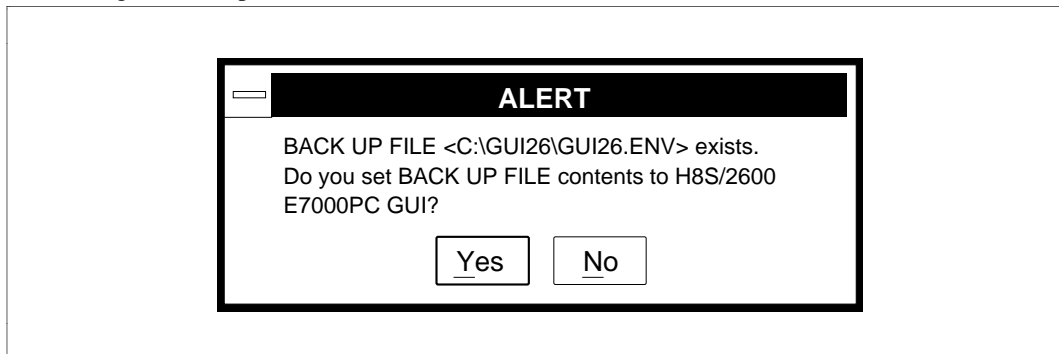 ALERT
BACK UP FILE <C:\GUI26\GUI26.ENV> exists.
Do you set BACK UP FILE contents to H8S/2600
E7000PC GUI?
Yes No